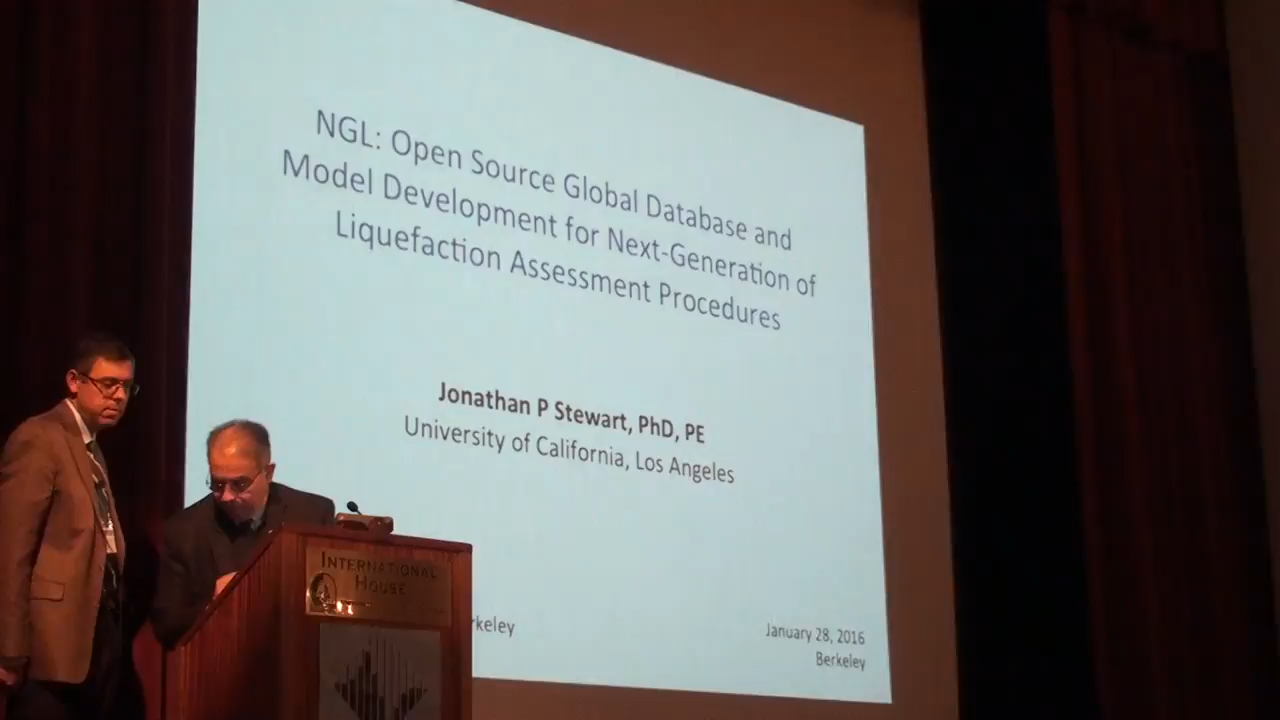 NGL: Open Source Global Database and
Model Development for Next-Generation of
Liquefaction Assessment Procedures
Jonathan P Stewart, PhD, PE
University of California, Los Angeles
rkeley
January 28, 2016
Berkeley
INTERNATIONAL
HOUSE